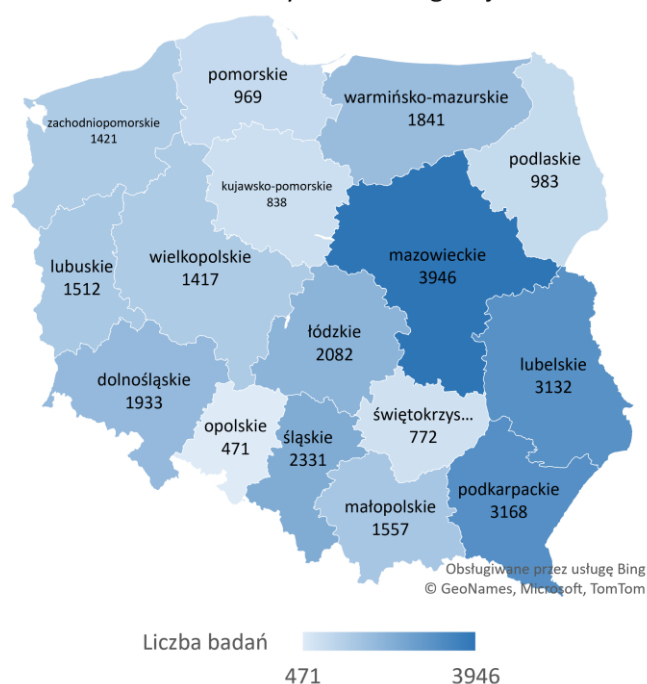 pomorskie
969
warmińsko-mazurskie
1841
zachodniopomorskie
1421
podlaskie
983
kujawsko-pomorskie
838
mazowieckie
3946
wielkopolskie
1417
lubuskie
1512
łódzkie
2082
lubelskie
3132
dolnośląskie
1933
opolskie
471
śląskie
2331
świętokrzys...
772
podkarpackie
3168
małopolskie
1557
Obsługiwane przez usługę Bing
© GeoNames, Microsoft, TomTom
Liczba badań
471
3946